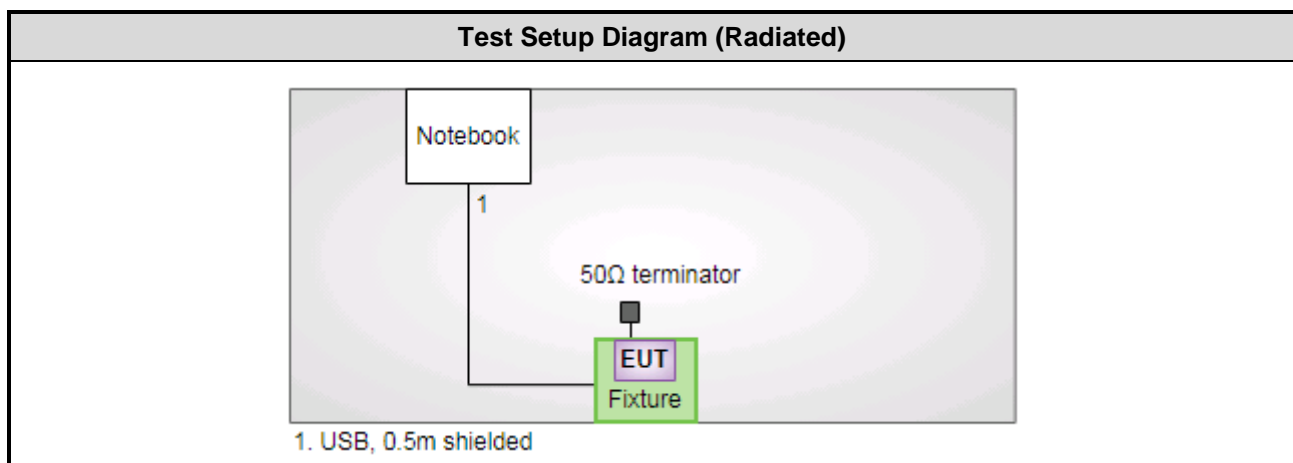 Test Setup Diagram (Radiated)
Notebook
1
50Ω terminator
EUT
Fixture
1. USB, 0.5m shielded